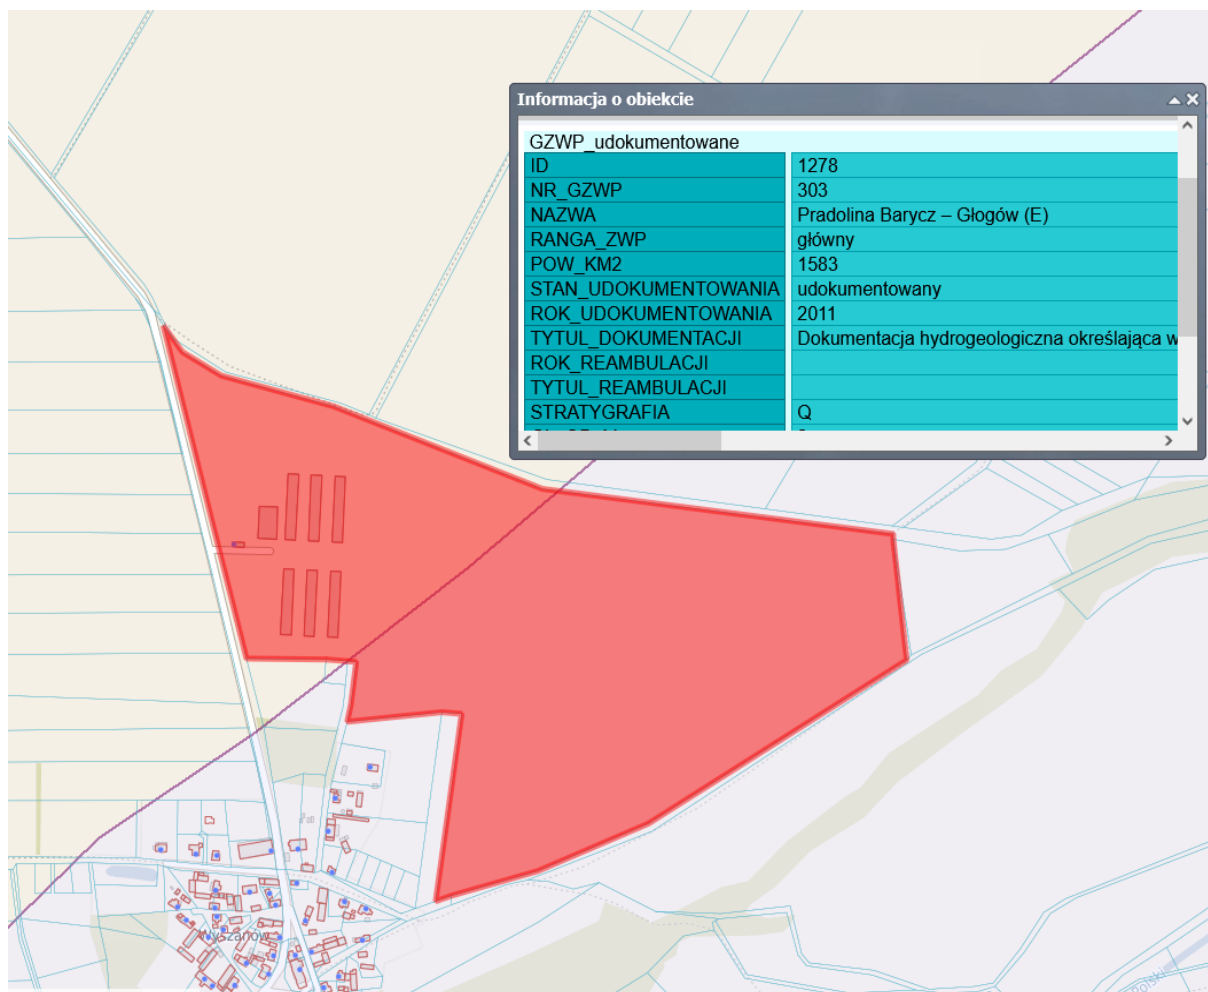 Informacja o obiekcie
GZWP_udokumentowane
ID 1278
NR_GZWP 303
NAZWA Pradolina Barycz – Głogów (E)
RANGA_ZWP główny
POW_KM2 1583
STAN_UDOKUMENTOWANIA udokumentowany
ROK_UDOKUMENTOWANIA 2011
TYTUL_DOKUMENTACJI Dokumentacja hydrogeologiczna określająca w
ROK_REAMBULACJI
TYTUL_REAMBULACJI
STRATYGRAFIA Q
Wyszanów